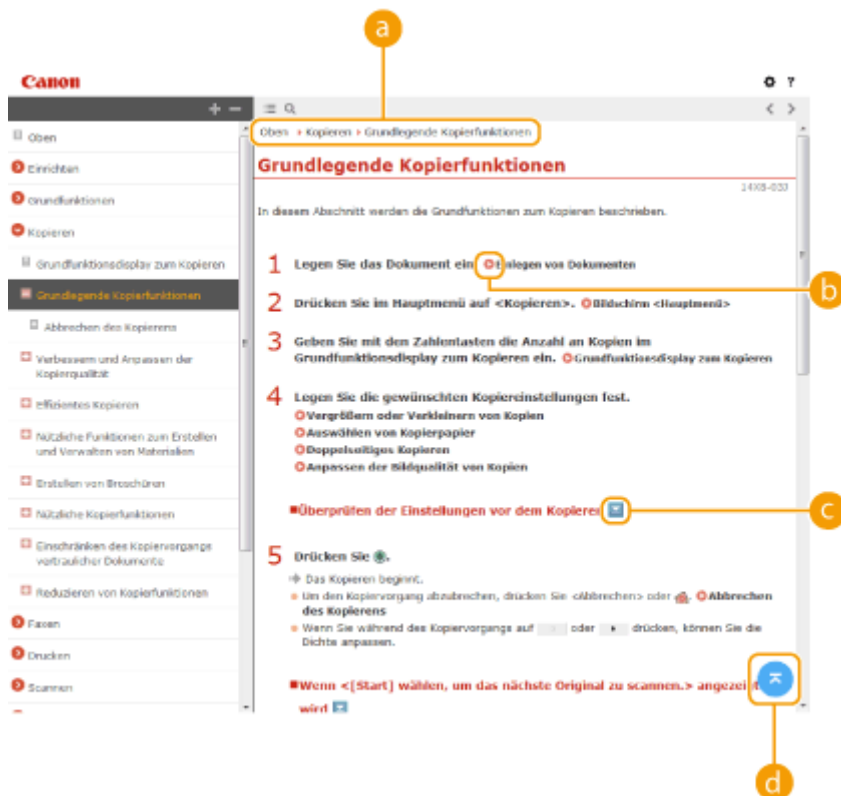 a
Canon
?
+ −
< >
Oben
Einrichten
Grundfunktionen
Kopieren
Grundfunktionsdisplay zum Kopieren
Grundlegende Kopierfunktionen
Abbrechen des Kopierens
Verbessern und Anpassen der
Kopierqualität
Effizientes Kopieren
Nützliche Funktionen zum Erstellen
und Verwalten von Materialien
Erstellen von Broschüren
Nützliche Kopierfunktionen
Einschränken des Kopiervorgangs
vertraulicher Dokumente
Reduzieren von Kopierfunktionen
Faxen
Drucken
Scannen
Oben › Kopieren › Grundlegende Kopierfunktionen
Grundlegende Kopierfunktionen
In diesem Abschnitt werden die Grundfunktionen zum Kopieren beschrieben.
1 Legen Sie das Dokument ein. Einlegen von Dokumenten
b
2 Drücken Sie im Hauptmenü auf <Kopieren>. Bildschirm <Hauptmenü>
3 Geben Sie mit den Zahlentasten die Anzahl an Kopien im
Grundfunktionsdisplay zum Kopieren ein. Grundfunktionsdisplay zum Kopieren
4 Legen Sie die gewünschten Kopiereinstellungen fest.
Vergrößern oder Verkleinern von Kopien
Auswählen von Kopierpapier
Doppelseitiges Kopieren
Anpassen der Bildqualität von Kopien
Überprüfen der Einstellungen vor dem Kopieren
c
5 Drücken Sie .
Das Kopieren beginnt.
Um den Kopiervorgang abzubrechen, drücken Sie <Abbrechen> oder . Abbrechen
des Kopierens
Wenn Sie während des Kopiervorgangs auf oder drücken, können Sie die
Dichte anpassen.
Wenn <[Start] wählen, um das nächste Original zu scannen.> angezeigt
wird
d